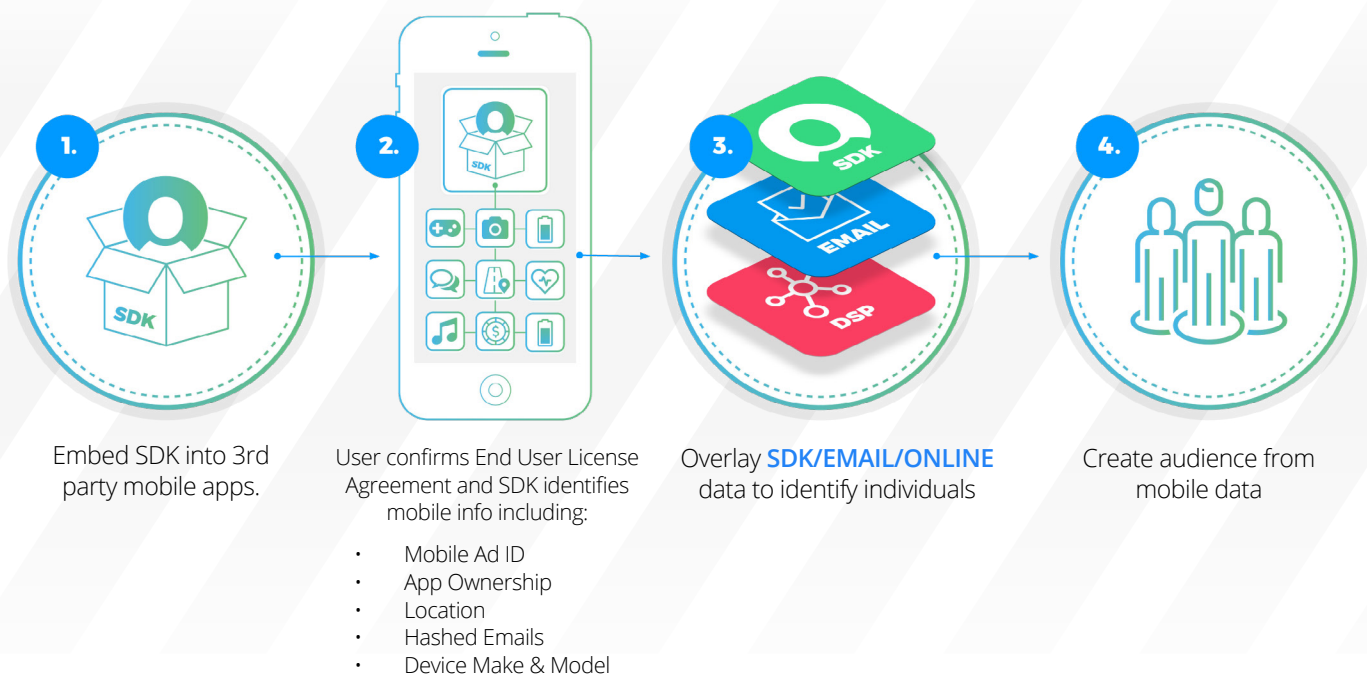 1.
SDK
Embed SDK into 3rd
party mobile apps.
2.
SDK
User confirms End User License
Agreement and SDK identifies
mobile info including:
• Mobile Ad ID
• App Ownership
• Location
• Hashed Emails
• Device Make & Model
3.
SDK
EMAIL
DSP
Overlay SDK/EMAIL/ONLINE
data to identify individuals
4.
Create audience from
mobile data